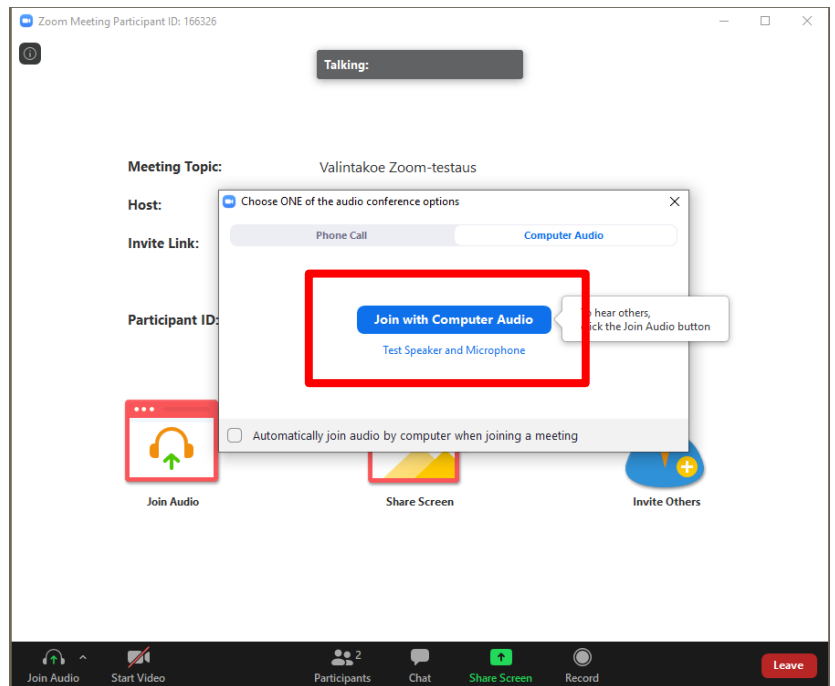 Zoom Meeting Participant ID: 166326
Talking:
Meeting Topic: Valintakoe Zoom-testaus
Host:
Invite Link:
Participant ID:
Choose ONE of the audio conference options
Phone Call Computer Audio
Join with Computer Audio
Test Speaker and Microphone
hear others,
the Join Audio button
Automatically join audio by computer when joining a meeting
Join Audio Share Screen Invite Others
Join Audio Start Video Participants 2 Chat Share Screen Record Leave